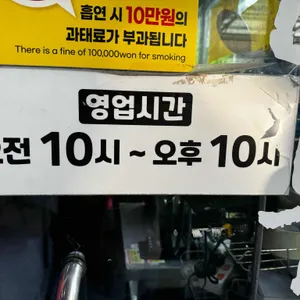 흡연 시 10만원의
과태료가 부과됩니다
There is a fine of 100,000won for smoking
영업시간
오전 10시 ~ 오후 10시